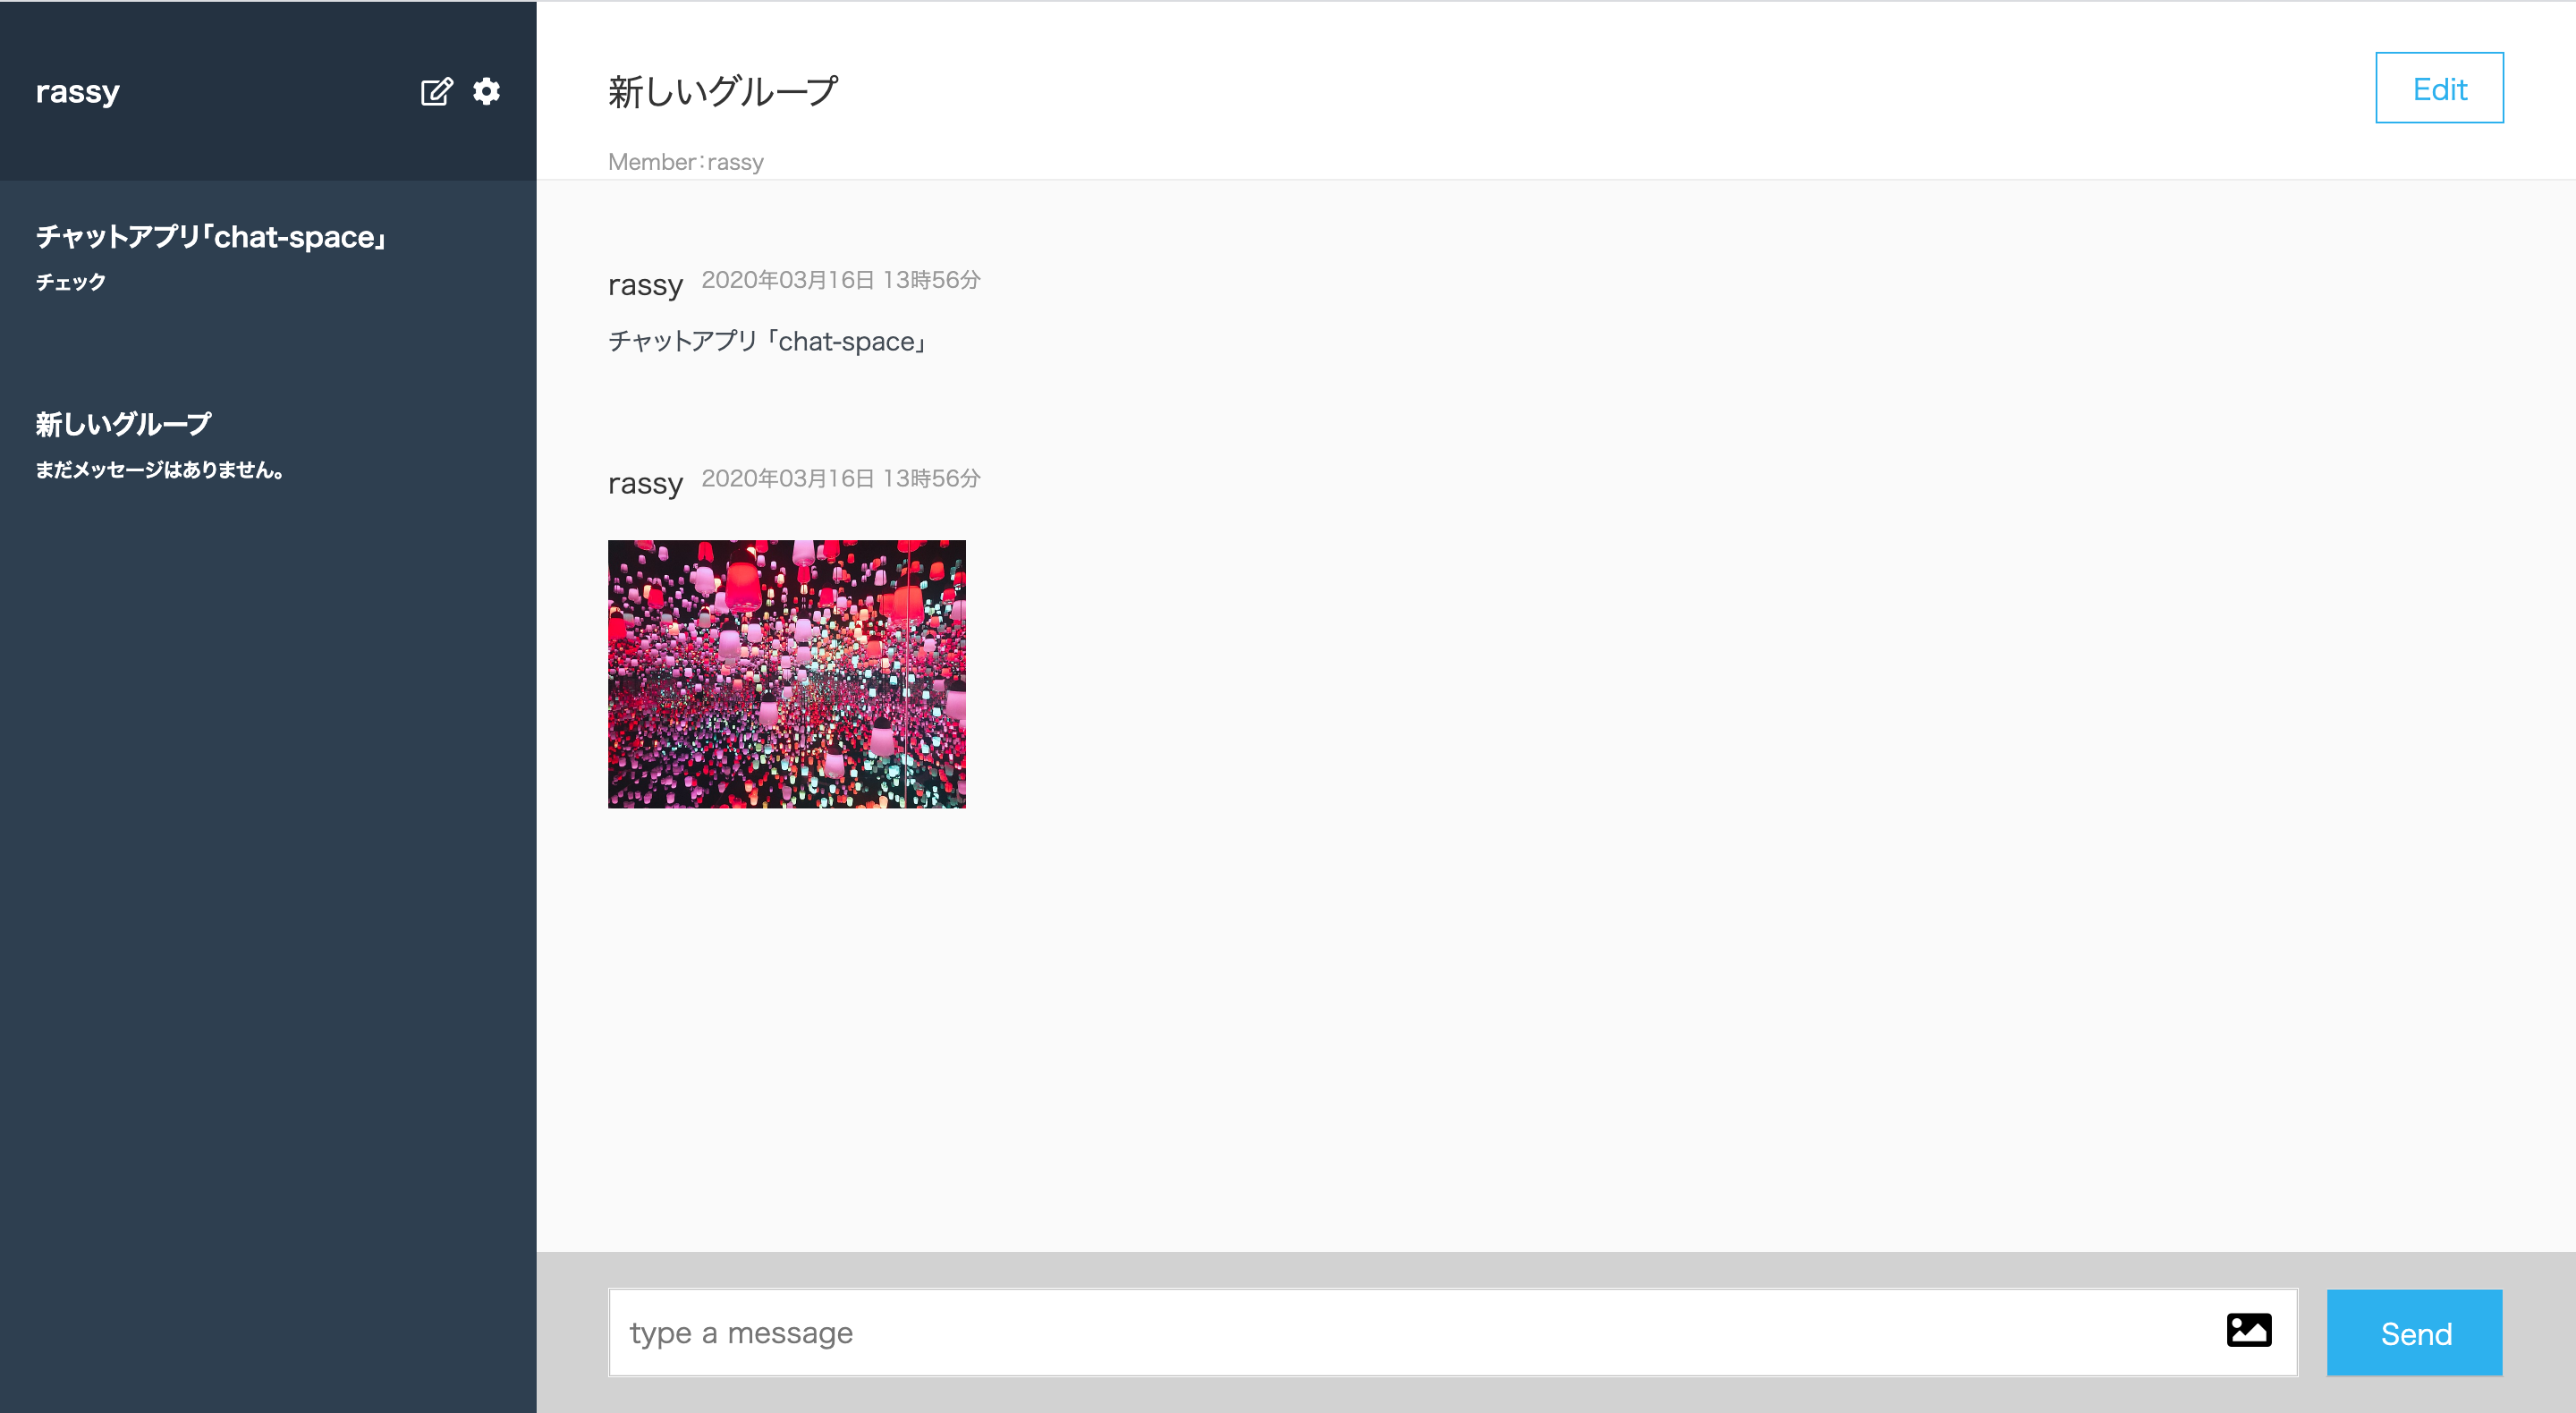 rassy
チャットアプリ「chat-space」
チェック
新しいグループ
まだメッセージはありません。
新しいグループ
Edit
Member：rassy
rassy 2020年03月16日 13時56分
チャットアプリ「chat-space」
rassy 2020年03月16日 13時56分
type a message
Send